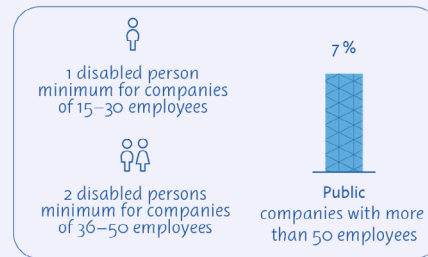 1 disabled person
minimum for companies
of 15–30 employees
2 disabled persons
minimum for companies
of 36–50 employees
7 %
Public
companies with more
than 50 employees